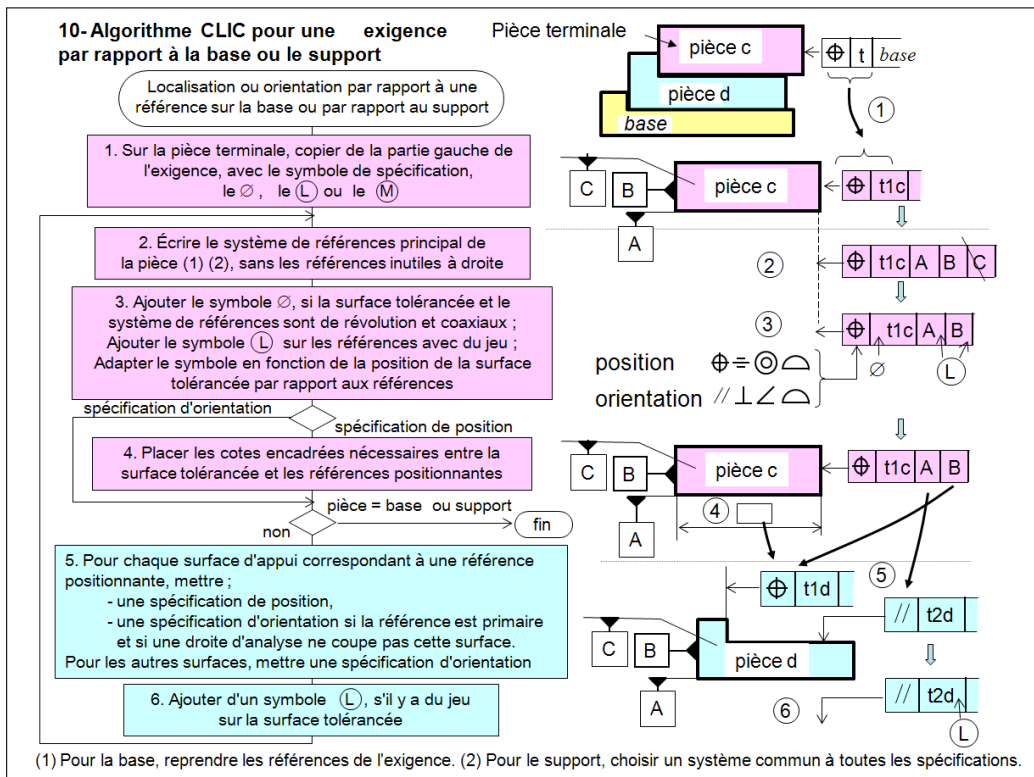 10- Algorithme CLIC pour une exigence
par rapport à la base ou le support
Localisation ou orientation par rapport à une
référence sur la base ou par rapport au support
1. Sur la pièce terminale, copier de la partie gauche de
l'exigence, avec le symbole de spécification,
le ∅ , le Ⓛ ou le Ⓜ
2. Écrire le système de références principal de
la pièce (1) (2), sans les références inutiles à droite
3. Ajouter le symbole ∅, si la surface tolérancée et le
système de références sont de révolution et coaxiaux ;
Ajouter le symbole Ⓛ sur les références avec du jeu ;
Adapter le symbole en fonction de la position de la surface
tolérancée par rapport aux références
spécification d'orientation
spécification de position
4. Placer les cotes encadrées nécessaires entre la
surface tolérancée et les références positionnantes
pièce = base ou support
non
fin
5. Pour chaque surface d'appui correspondant à une référence
positionnante, mettre ;
- une spécification de position,
- une spécification d'orientation si la référence est primaire
et si une droite d'analyse ne coupe pas cette surface.
Pour les autres surfaces, mettre une spécification d'orientation
6. Ajouter d'un symbole Ⓛ, s'il y a du jeu
sur la surface tolérancée
Pièce terminale
pièce c
⌖ t base
pièce d
base
①
C B pièce c ⌖ t1c
A
② ⌖ t1c A B C
③ ⌖ t1c A B
position ⌖ ⌯ ◎ ⌓
∅ Ⓛ
orientation // ⊥ ∠ ⌓
C B pièce c ⌖ t1c A B
A
④
⑤
⌖ t1d
// t2d
C B pièce d
A
⑥ // t2d
Ⓛ
(1) Pour la base, reprendre les références de l'exigence. (2) Pour le support, choisir un système commun à toutes les spécifications.